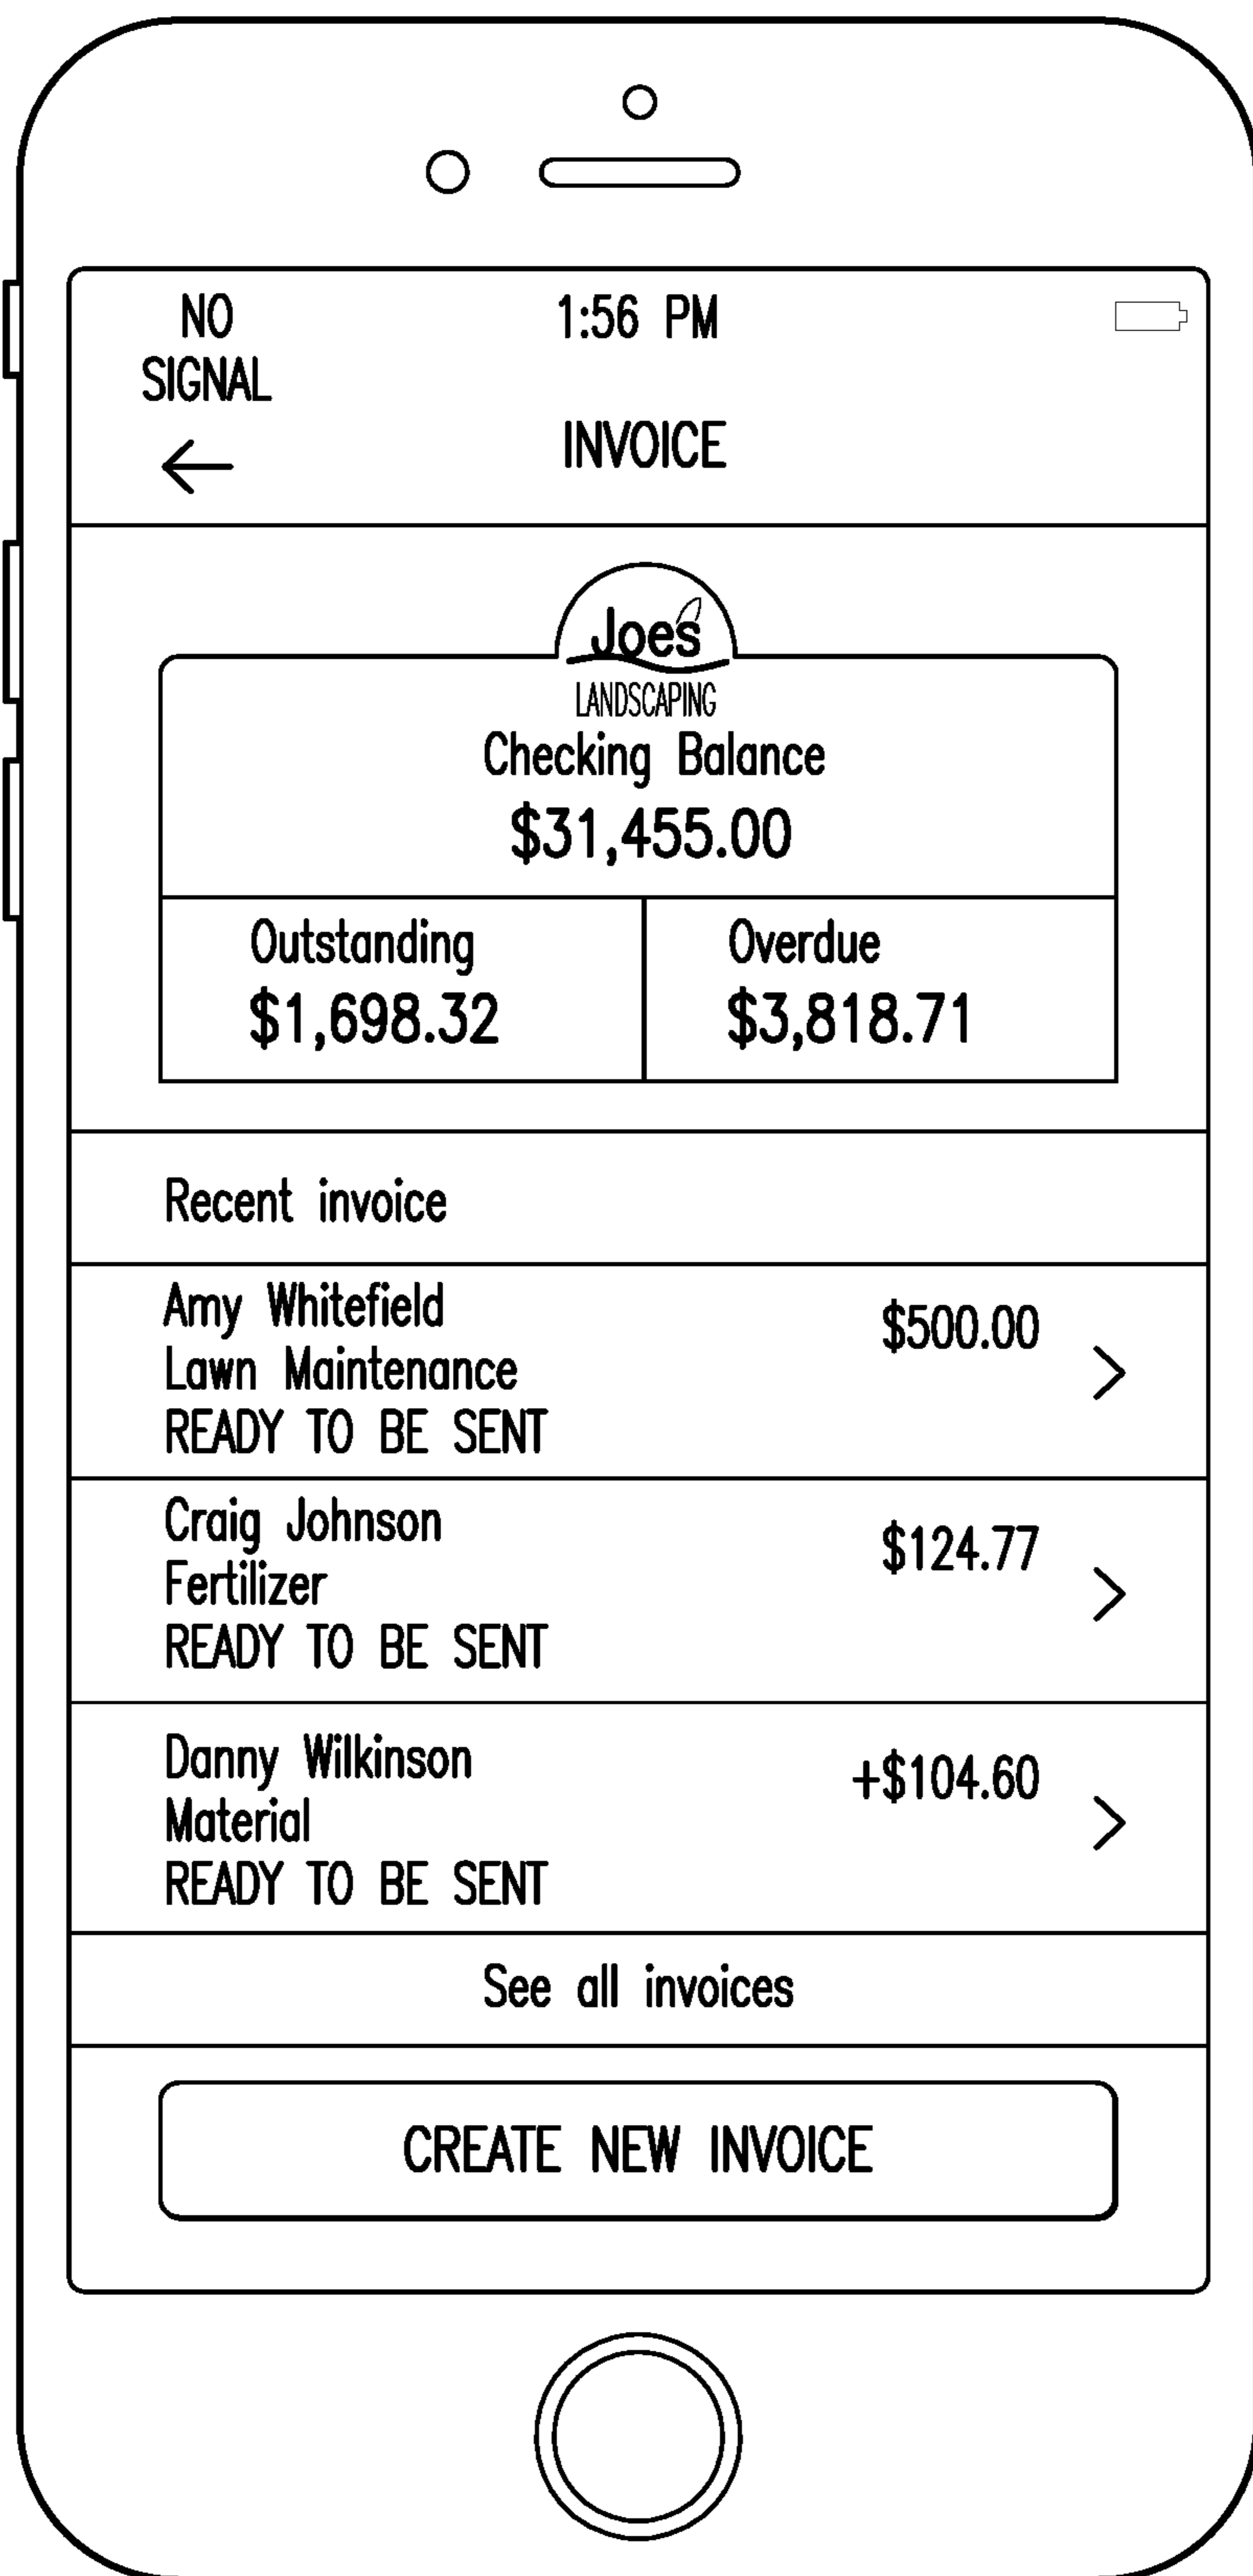 NO
SIGNAL
1:56 PM
INVOICE
Joe's
LANDSCAPING
Checking Balance
$31,455.00
Outstanding
$1,698.32
Overdue
$3,818.71
Recent invoice
Amy Whitefield
$500.00
Lawn Maintenance
READY TO BE SENT
Craig Johnson
$124.77
Fertilizer
READY TO BE SENT
Danny Wilkinson
+$104.60
Material
READY TO BE SENT
See all invoices
CREATE NEW INVOICE